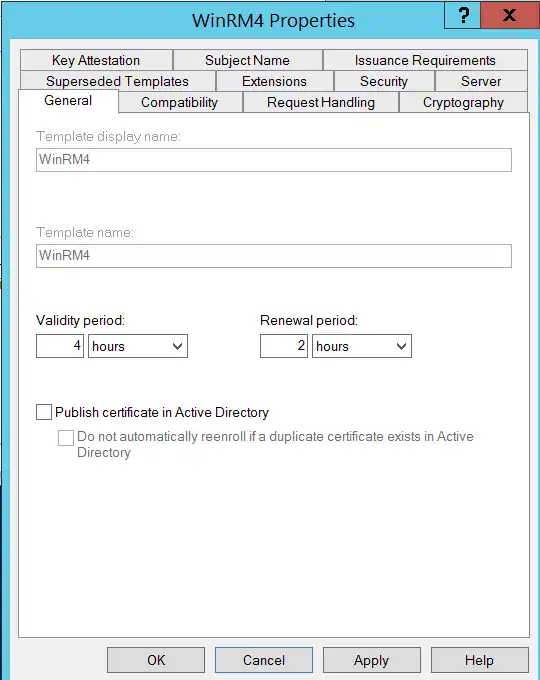 WinRM4 Properties
?
X
Key Attestation
Subject Name
Issuance Requirements
Superseded Templates
Extensions
Security
Server
General
Compatibility
Request Handling
Cryptography
Template display name:
WinRM4
Template name:
WinRM4
Validity period:
Renewal period:
4 hours
2 hours
Publish certificate in Active Directory
Do not automatically reenroll if a duplicate certificate exists in Active
Directory
OK
Cancel
Apply
Help